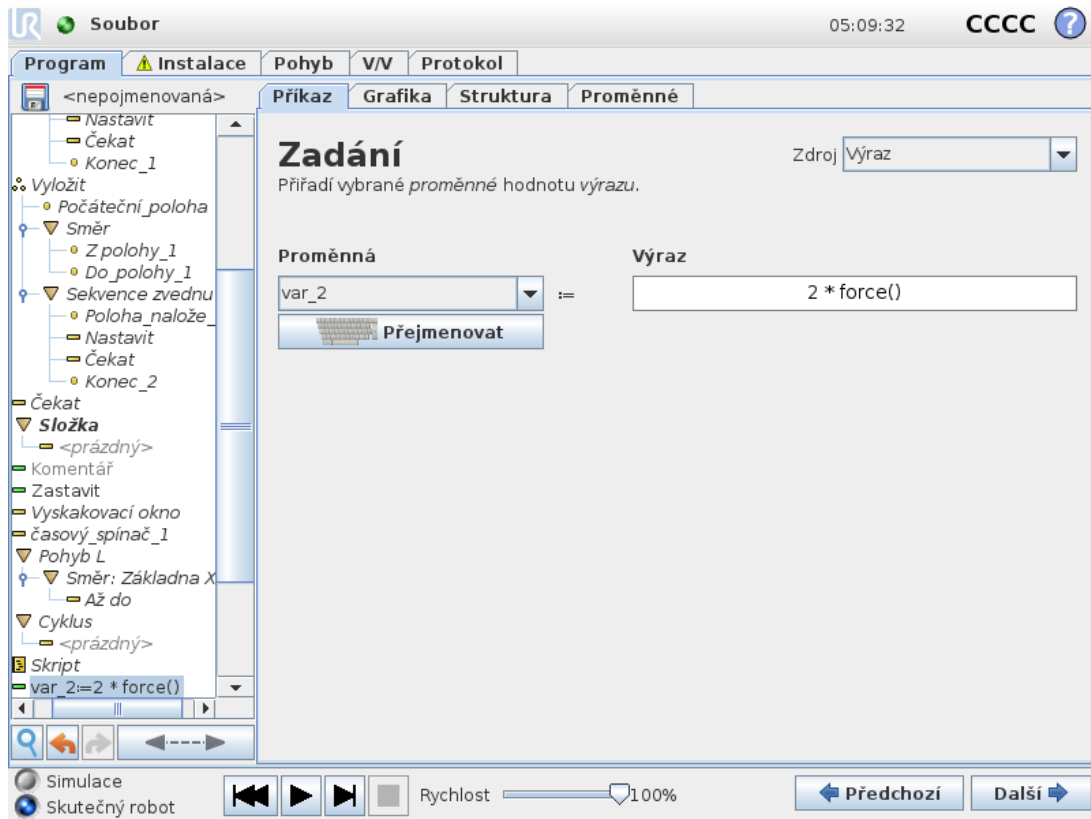 Soubor 05:09:32 CCCC ?
Program Instalace Pohyb V/V Protokol
<nepojmenovaná> Příkaz Grafika Struktura Proměnné
Nastavit
Čekat
Konec_1
Vyložit
Počáteční_poloha
Směr
Z polohy_1
Do_polohy_1
Sekvence zvednu
Poloha_nalože_
Nastavit
Čekat
Konec_2
Čekat
Složka
<prázdný>
Komentář
Zastavit
Vyskakovací okno
časový_spínač_1
Pohyb L
Směr: Základna X
Až do
Cyklus
<prázdný>
Skript
var_2:=2 * force()
Zadání
Zdroj Výraz
Přiřadí vybrané proměnné hodnotu výrazu.
Proměnná Výraz
var_2 := 2 * force()
Přejmenovat
Simulace
Skutečný robot
Rychlost 100%
Předchozí Další